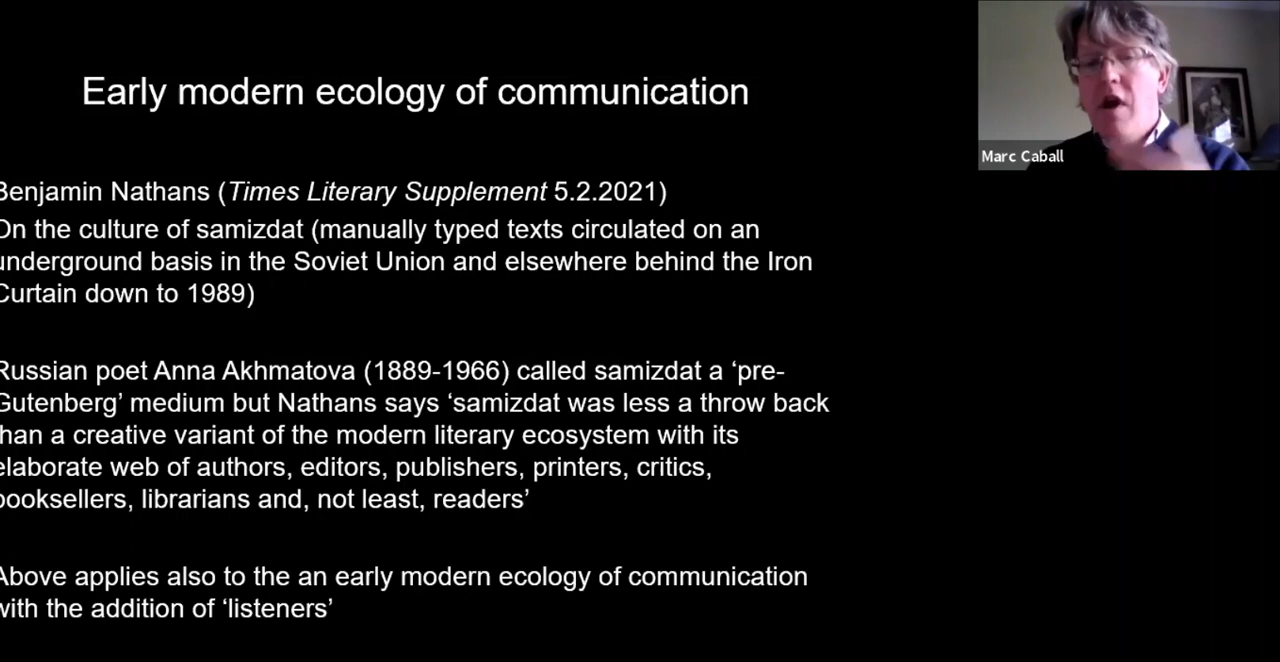 Early modern ecology of communication
Marc Caball
Benjamin Nathans (Times Literary Supplement 5.2.2021)
On the culture of samizdat (manually typed texts circulated on an
underground basis in the Soviet Union and elsewhere behind the Iron
Curtain down to 1989)
Russian poet Anna Akhmatova (1889-1966) called samizdat a ‘pre-
Gutenberg’ medium but Nathans says ‘samizdat was less a throw back
than a creative variant of the modern literary ecosystem with its
elaborate web of authors, editors, publishers, printers, critics,
booksellers, librarians and, not least, readers’
Above applies also to the an early modern ecology of communication
with the addition of ‘listeners’